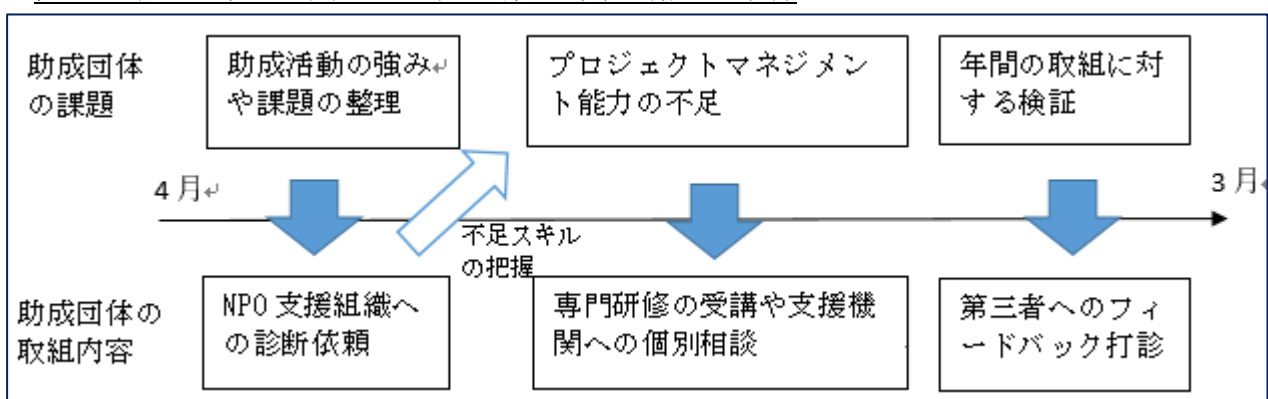 助成団体
の課題
助成活動の強み↵
や課題の整理
プロジェクトマネジメン
ト能力の不足
年間の取組に対
する検証
4 月↵
3 月↵
不足スキル
の把握
助成団体の
取組内容
NPO 支援組織へ
の診断依頼
専門研修の受講や支援機
関への個別相談
第三者へのフィ
ードバック打診